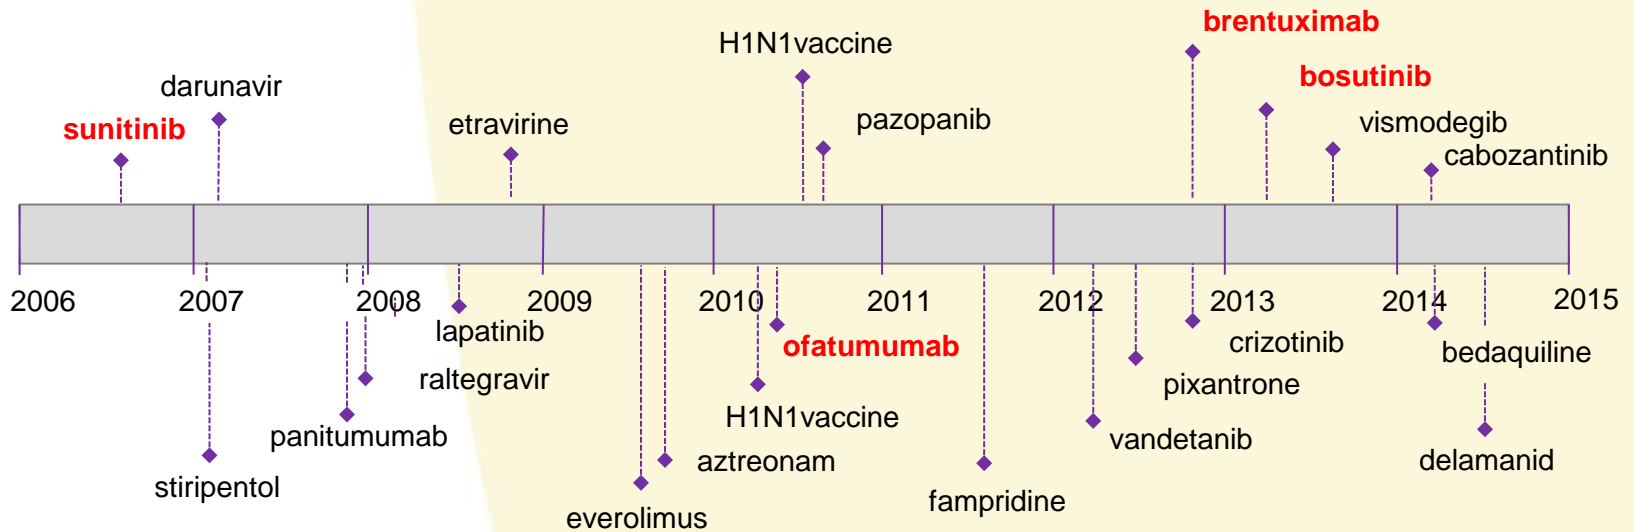 brentuximab
H1N1vaccine
bosutinib
darunavir
sunitinib
etravirine
pazopanib
vismodegib
cabozantinib
2006
2007
2008
2009
2010
2011
2012
2013
2014
2015
lapatinib
ofatumumab
crizotinib
bedaquiline
raltegravir
pixantrone
H1N1vaccine
panitumumab
vandetanib
aztreonam
delamanid
stiripentol
fampridine
everolimus